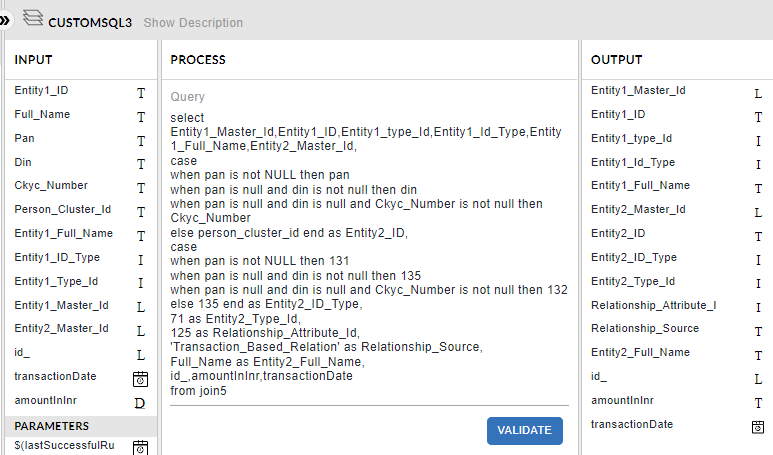 »
CUSTOMSQL3 Show Description
INPUT
Entity1_ID T
Full_Name T
Pan T
Din T
Ckyc_Number T
Person_Cluster_Id T
Entity1_Full_Name T
Entity1_ID_Type I
Entity1_Type_Id I
Entity1_Master_Id L
Entity2_Master_Id L
id_ L
transactionDate
amountInInr D
PARAMETERS
$(lastSuccessfulRu
PROCESS
Query
select
Entity1_Master_Id,Entity1_ID,Entity1_type_Id,Entity1_Id_Type,Entity
1_Full_Name,Entity2_Master_Id,
case
when pan is not NULL then pan
when pan is null and din is not null then din
when pan is null and din is null and Ckyc_Number is not null then
Ckyc_Number
else person_cluster_id end as Entity2_ID,
case
when pan is not NULL then 131
when pan is null and din is not null then 135
when pan is null and din is null and Ckyc_Number is not null then 132
else 135 end as Entity2_ID_Type,
71 as Entity2_Type_Id,
125 as Relationship_Attribute_Id,
'Transaction_Based_Relation' as Relationship_Source,
Full_Name as Entity2_Full_Name,
id_,amountInInr,transactionDate
from join5
VALIDATE
OUTPUT
Entity1_Master_Id L
Entity1_ID T
Entity1_type_Id I
Entity1_Id_Type I
Entity1_Full_Name T
Entity2_Master_Id L
Entity2_ID T
Entity2_ID_Type I
Entity2_Type_Id I
Relationship_Attribute_I I
Relationship_Source T
Entity2_Full_Name T
id_ L
amountInInr T
transactionDate